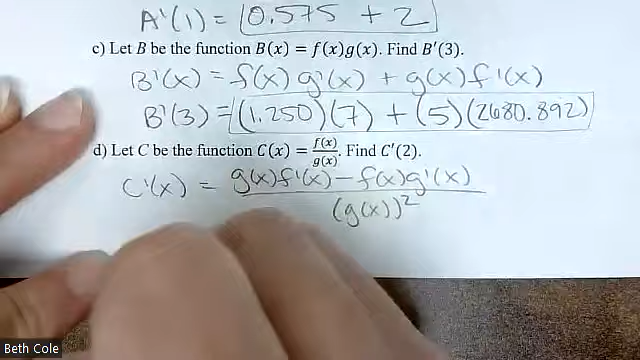 A'(1) = 0.575 + 2
c) Let B be the function B(x) = f(x)g(x). Find B'(3).
B'(x) = f(x) g'(x) + g(x) f'(x)
B'(3) = (1.250)(7) + (5)(2680.892)
d) Let C be the function C(x) = f(x)/g(x). Find C'(2).
C'(x) = g(x)f'(x) - f(x)g'(x)
(g(x))²
Beth Cole